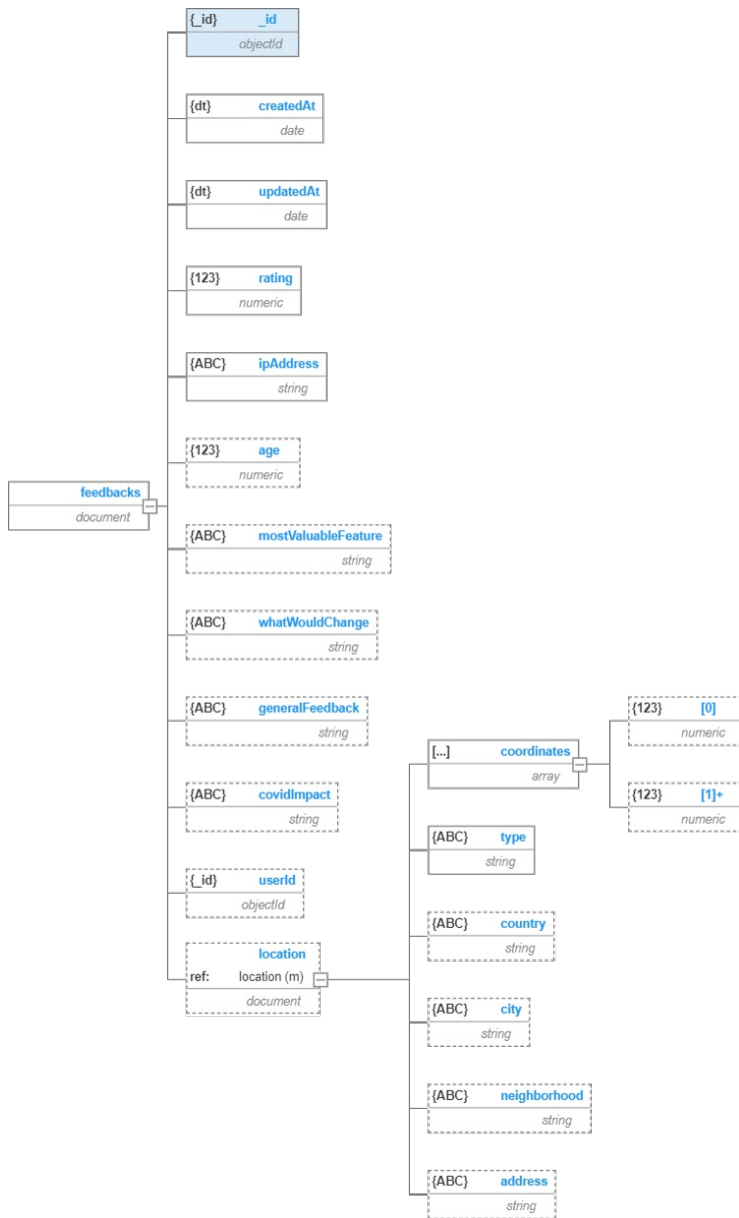 {_id} _id
objectId
{dt} createdAt
date
{dt} updatedAt
date
{123} rating
numeric
{ABC} ipAddress
string
{123} age
numeric
feedbacks
document
{ABC} mostValuableFeature
string
{ABC} whatWouldChange
string
{ABC} generalFeedback
string
{ABC} covidImpact
string
{_id} userId
objectId
location
ref: location (m)
document
[...] coordinates
array
{123} [0]
numeric
{123} [1]+
numeric
{ABC} type
string
{ABC} country
string
{ABC} city
string
{ABC} neighborhood
string
{ABC} address
string